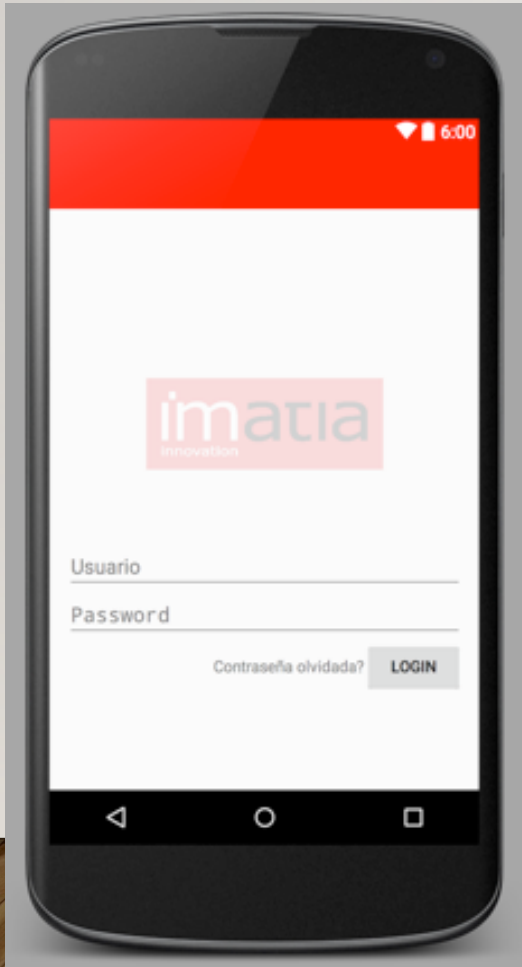 6:00
imatia
innovation
Usuario
Password
Contraseña olvidada? LOGIN